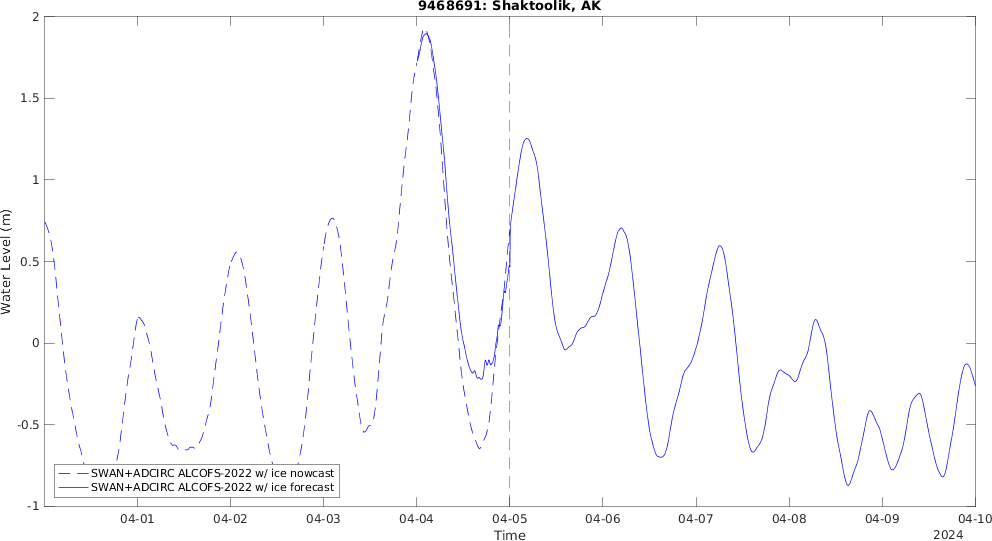 9468691: Shaktoolik, AK
2
1.5
1
0.5
0
-0.5
-1
Water Level (m)
SWAN+ADCIRC ALCOFS-2022 w/ ice nowcast
SWAN+ADCIRC ALCOFS-2022 w/ ice forecast
04-01 04-02 04-03 04-04 04-05 04-06 04-07 04-08 04-09 04-10
Time
2024